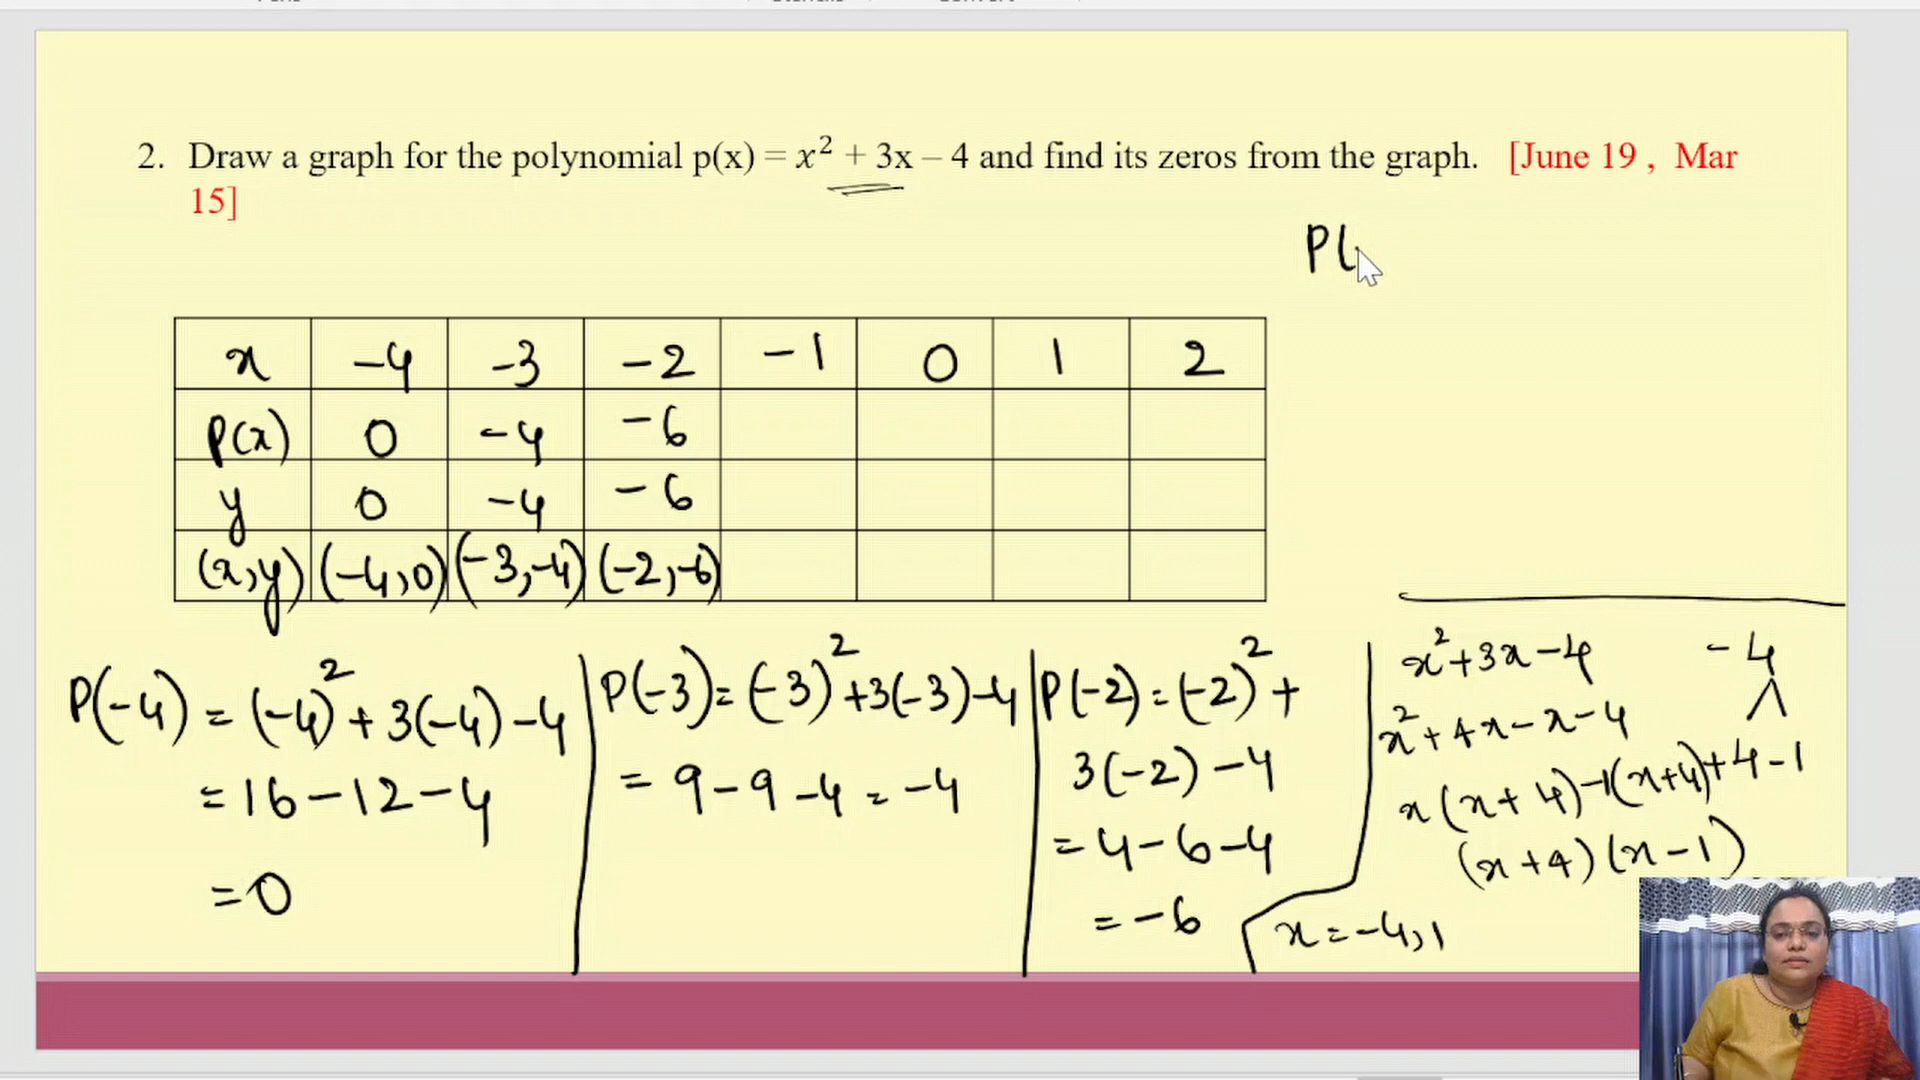 2. Draw a graph for the polynomial p(x) = x² + 3x – 4 and find its zeros from the graph. [June 19 , Mar
15]
P(
x -4 -3 -2 -1 0 1 2
P(x) 0 -4 -6
y 0 -4 -6
(x,y) (-4,0) (-3,-4) (-2,-6)
P(-4) = (-4)² + 3(-4) - 4
= 16 - 12 - 4
= 0
P(-3) = (-3)² + 3(-3) - 4
= 9 - 9 - 4 = -4
P(-2) = (-2)² +
3(-2) - 4
= 4 - 6 - 4
= -6
x² + 3x - 4
x² + 4x - x - 4
x(x + 4) -1(x + 4)
(x + 4)(x - 1)
x = -4, 1
-4
+4 -1